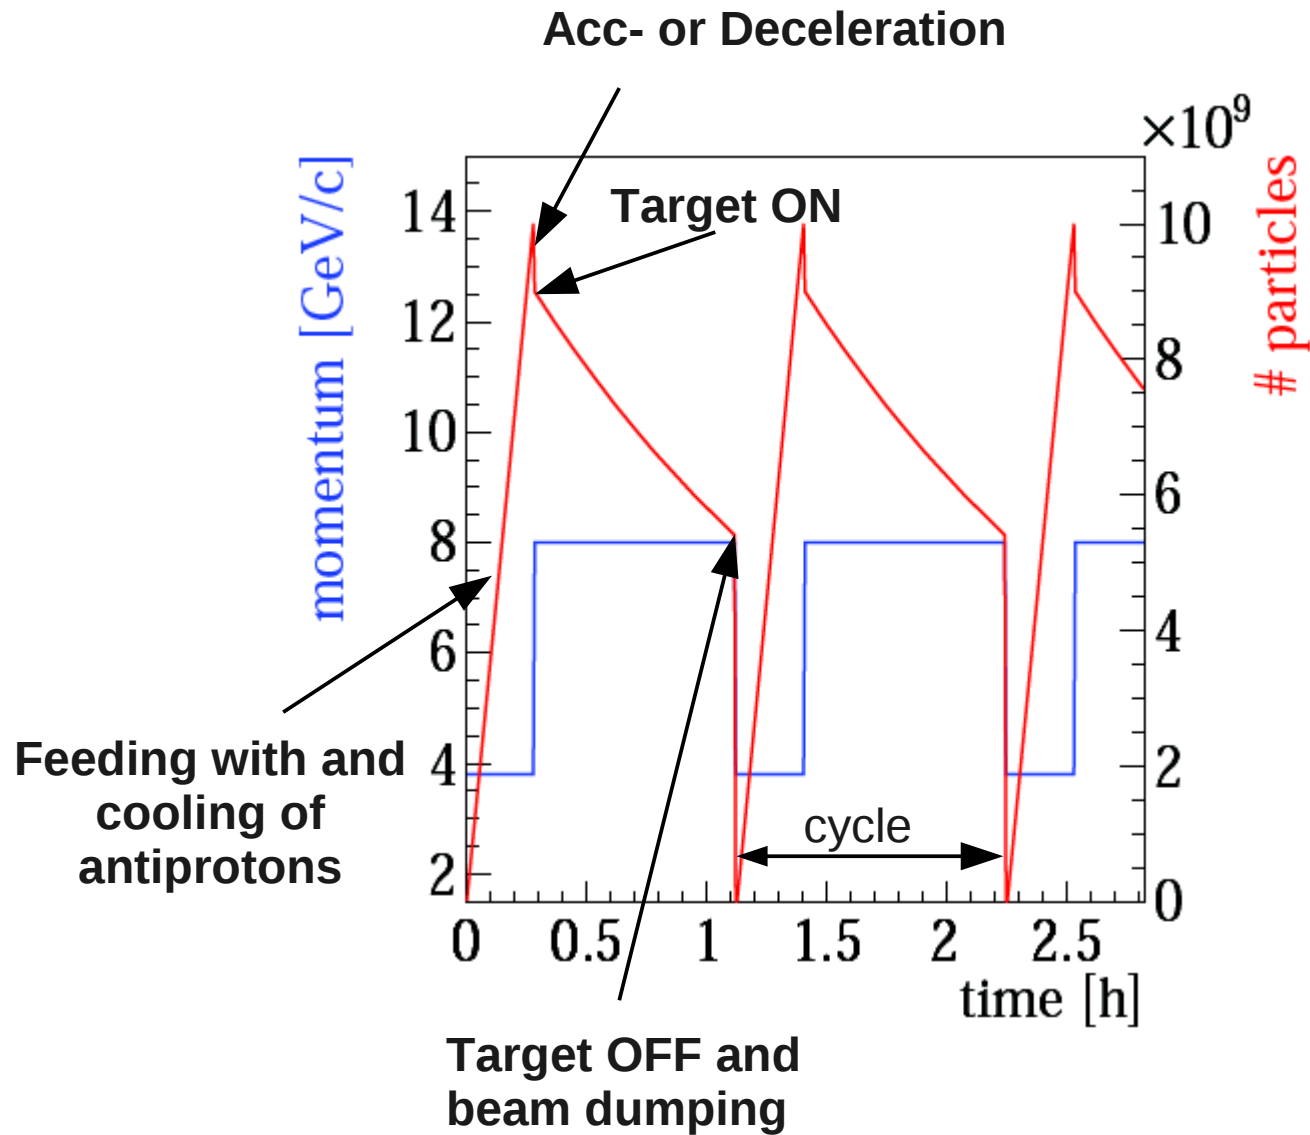 Acc- or Deceleration
×10⁹
momentum [GeV/c]
# particles
Target ON
14
12
10
8
6
4
2
10
8
6
4
2
0
Feeding with and
cooling of
antiprotons
cycle
0 0.5 1 1.5 2 2.5
time [h]
Target OFF and
beam dumping